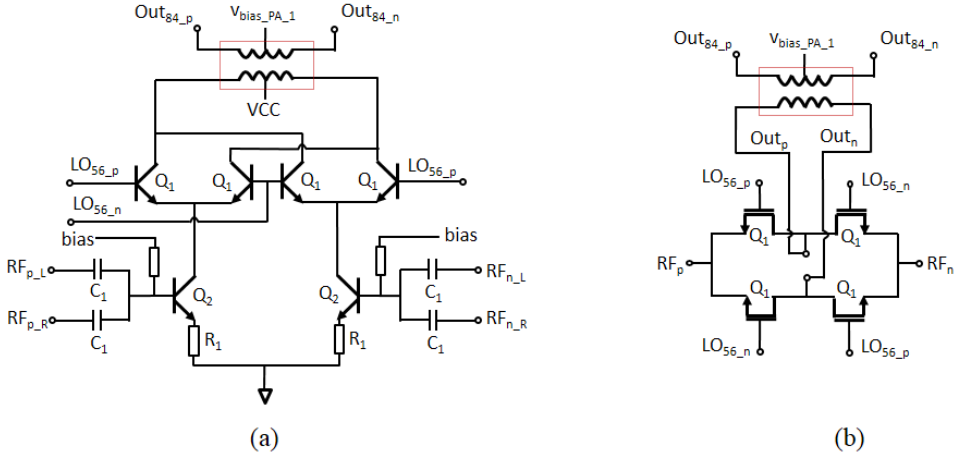 Out84_p
vbias_PA_1
Out84_n
VCC
LO56_p
Q1
Q1
Q1
Q1
LO56_p
LO56_n
bias
bias
RFp_L
C1
Q2
Q2
C1
RFn_L
RFp_R
C1
R1
R1
C1
RFn_R
(a)
Out84_p
vbias_PA_1
Out84_n
Outp
Outn
LO56_p
LO56_n
Q1
Q1
RFp
RFn
Q1
Q1
LO56_n
LO56_p
(b)